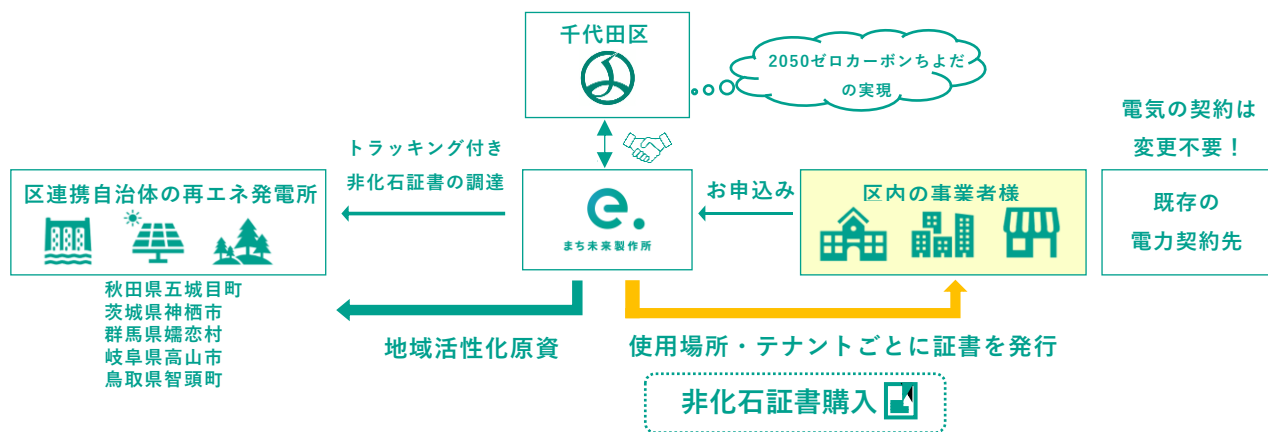 千代田区
2050ゼロカーボンちよだ
の実現
電気の契約は
変更不要！
トラッキング付き
非化石証書の調達
お申込み
区連携自治体の再エネ発電所
e.
まち未来製作所
区内の事業者様
既存の
電力契約先
秋田県五城目町
茨城県神栖市
群馬県嬬恋村
岐阜県高山市
鳥取県智頭町
地域活性化原資
使用場所・テナントごとに証書を発行
非化石証書購入